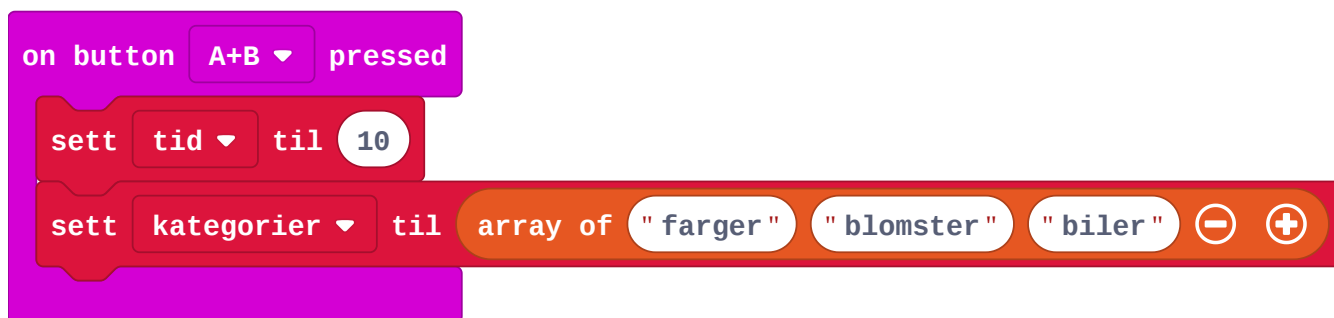 on button A+B pressed
sett tid til 10
sett kategorier til array of "farger" "blomster" "biler"